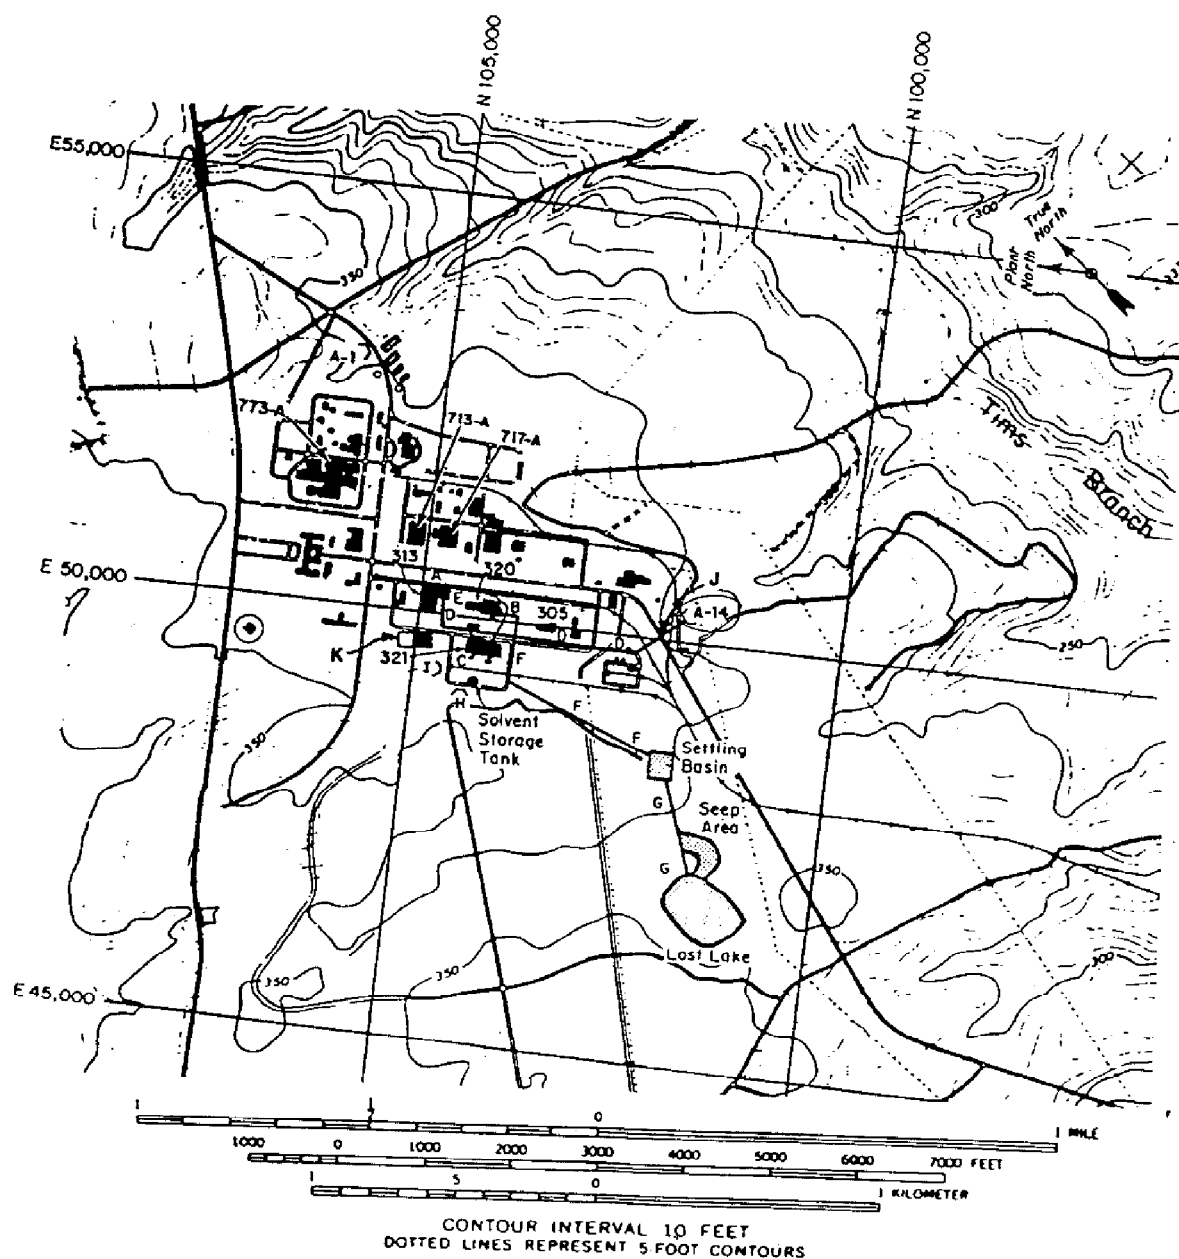 N 105,000
N 100,000
E55,000
300
True
North
Plant
North
350
A-1
773-A
713-A
717-A
Tims
Branch
E 50,000
313
320
A
J
E
B
305
A-14
D
D
D
250
K
321
C
F
H
F
Solvent
Storage
Tank
F
Settling
Basin
350
G
Seep
Area
G
350
Lost Lake
350
350
300
E 45,000
1 0 1 MILE
1000 0 1000 2000 3000 4000 5000 6000 7000 FEET
1 5 0 1 KILOMETER
CONTOUR INTERVAL 10 FEET
DOTTED LINES REPRESENT 5-FOOT CONTOURS